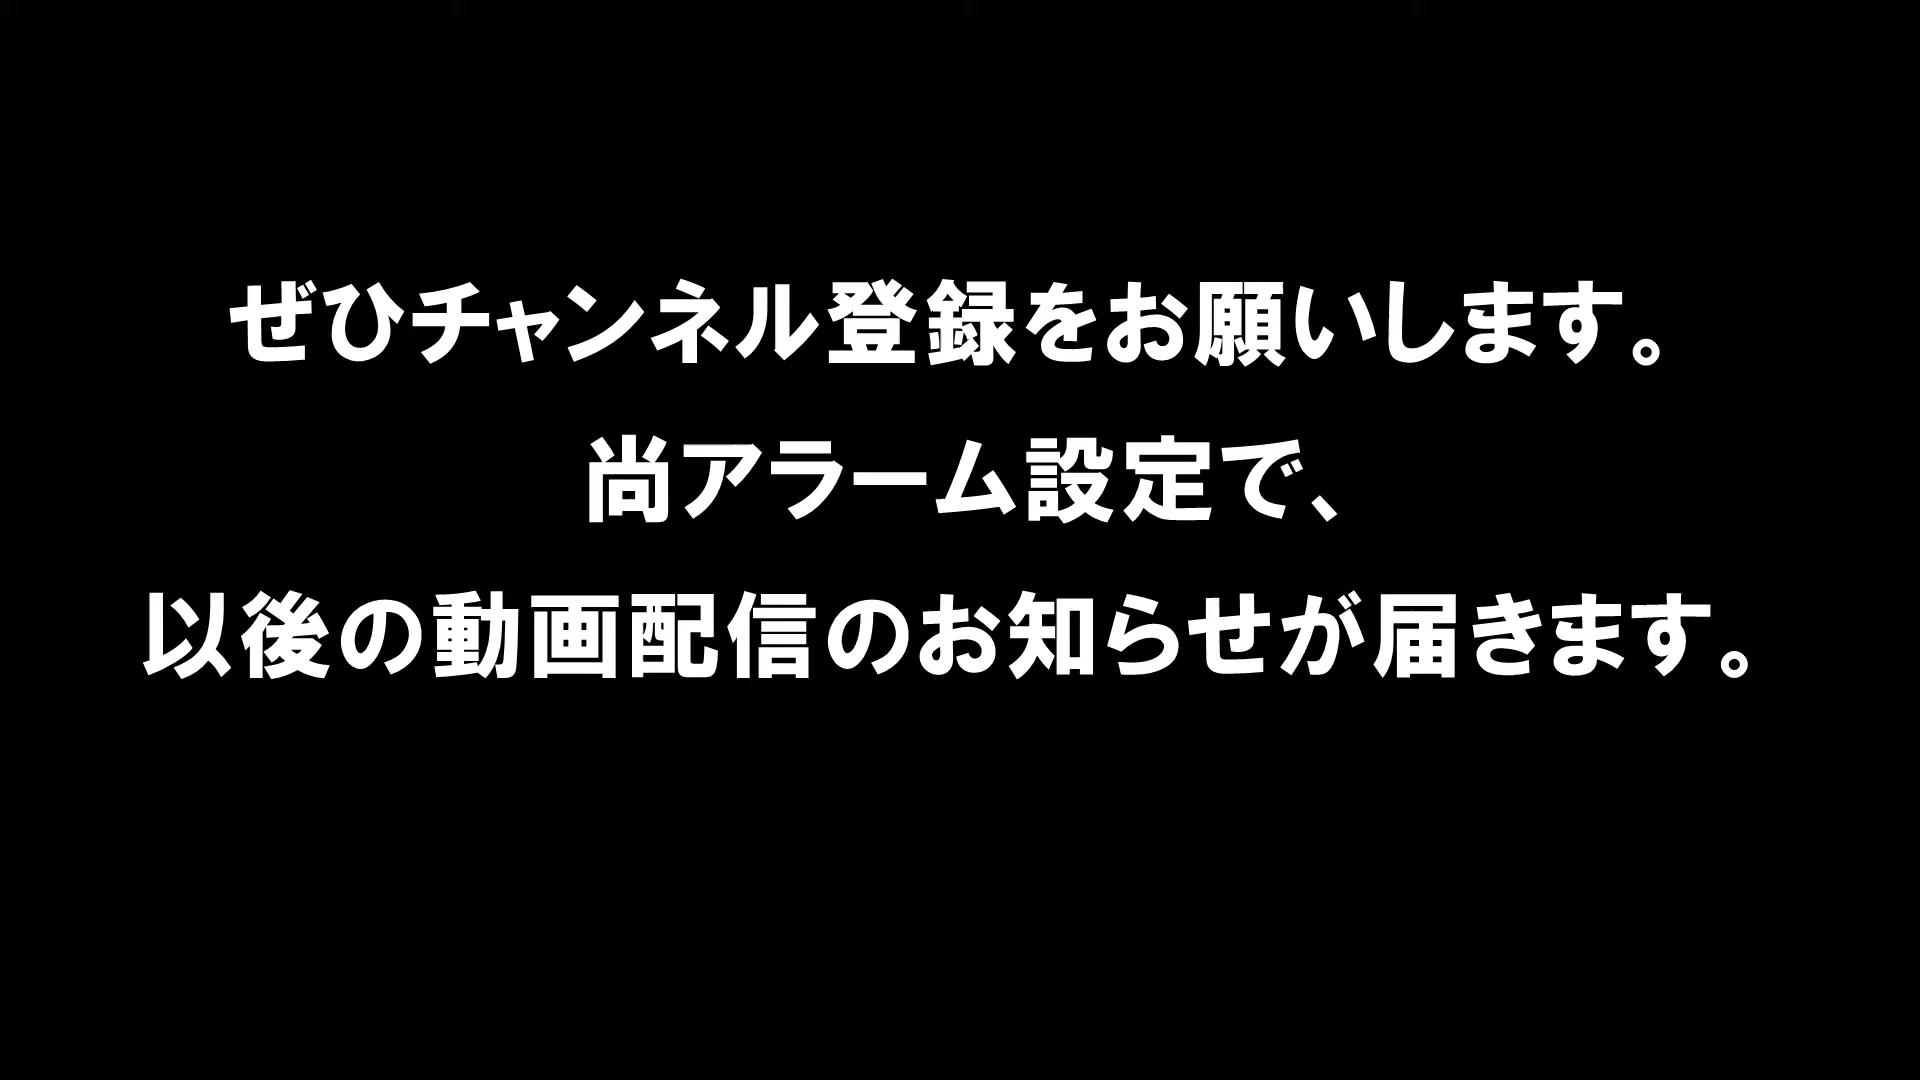 ぜひチャンネル登録をお願いします。
尚アラーム設定で、
以後の動画配信のお知らせが届きます。